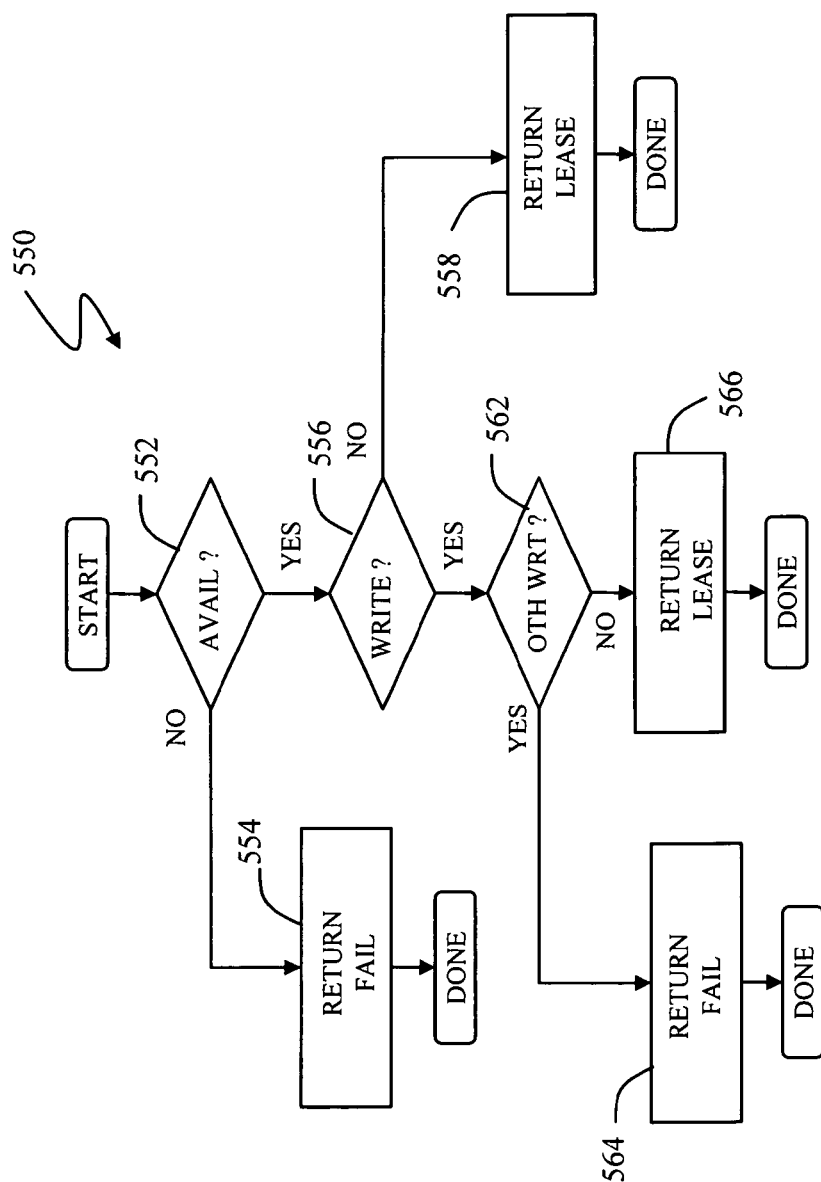 550
START
552
AVAIL ?
NO
YES
554
RETURN
FAIL
DONE
556
WRITE ?
NO
YES
558
RETURN
LEASE
DONE
562
OTH WRT ?
YES
NO
564
RETURN
FAIL
DONE
566
RETURN
LEASE
DONE